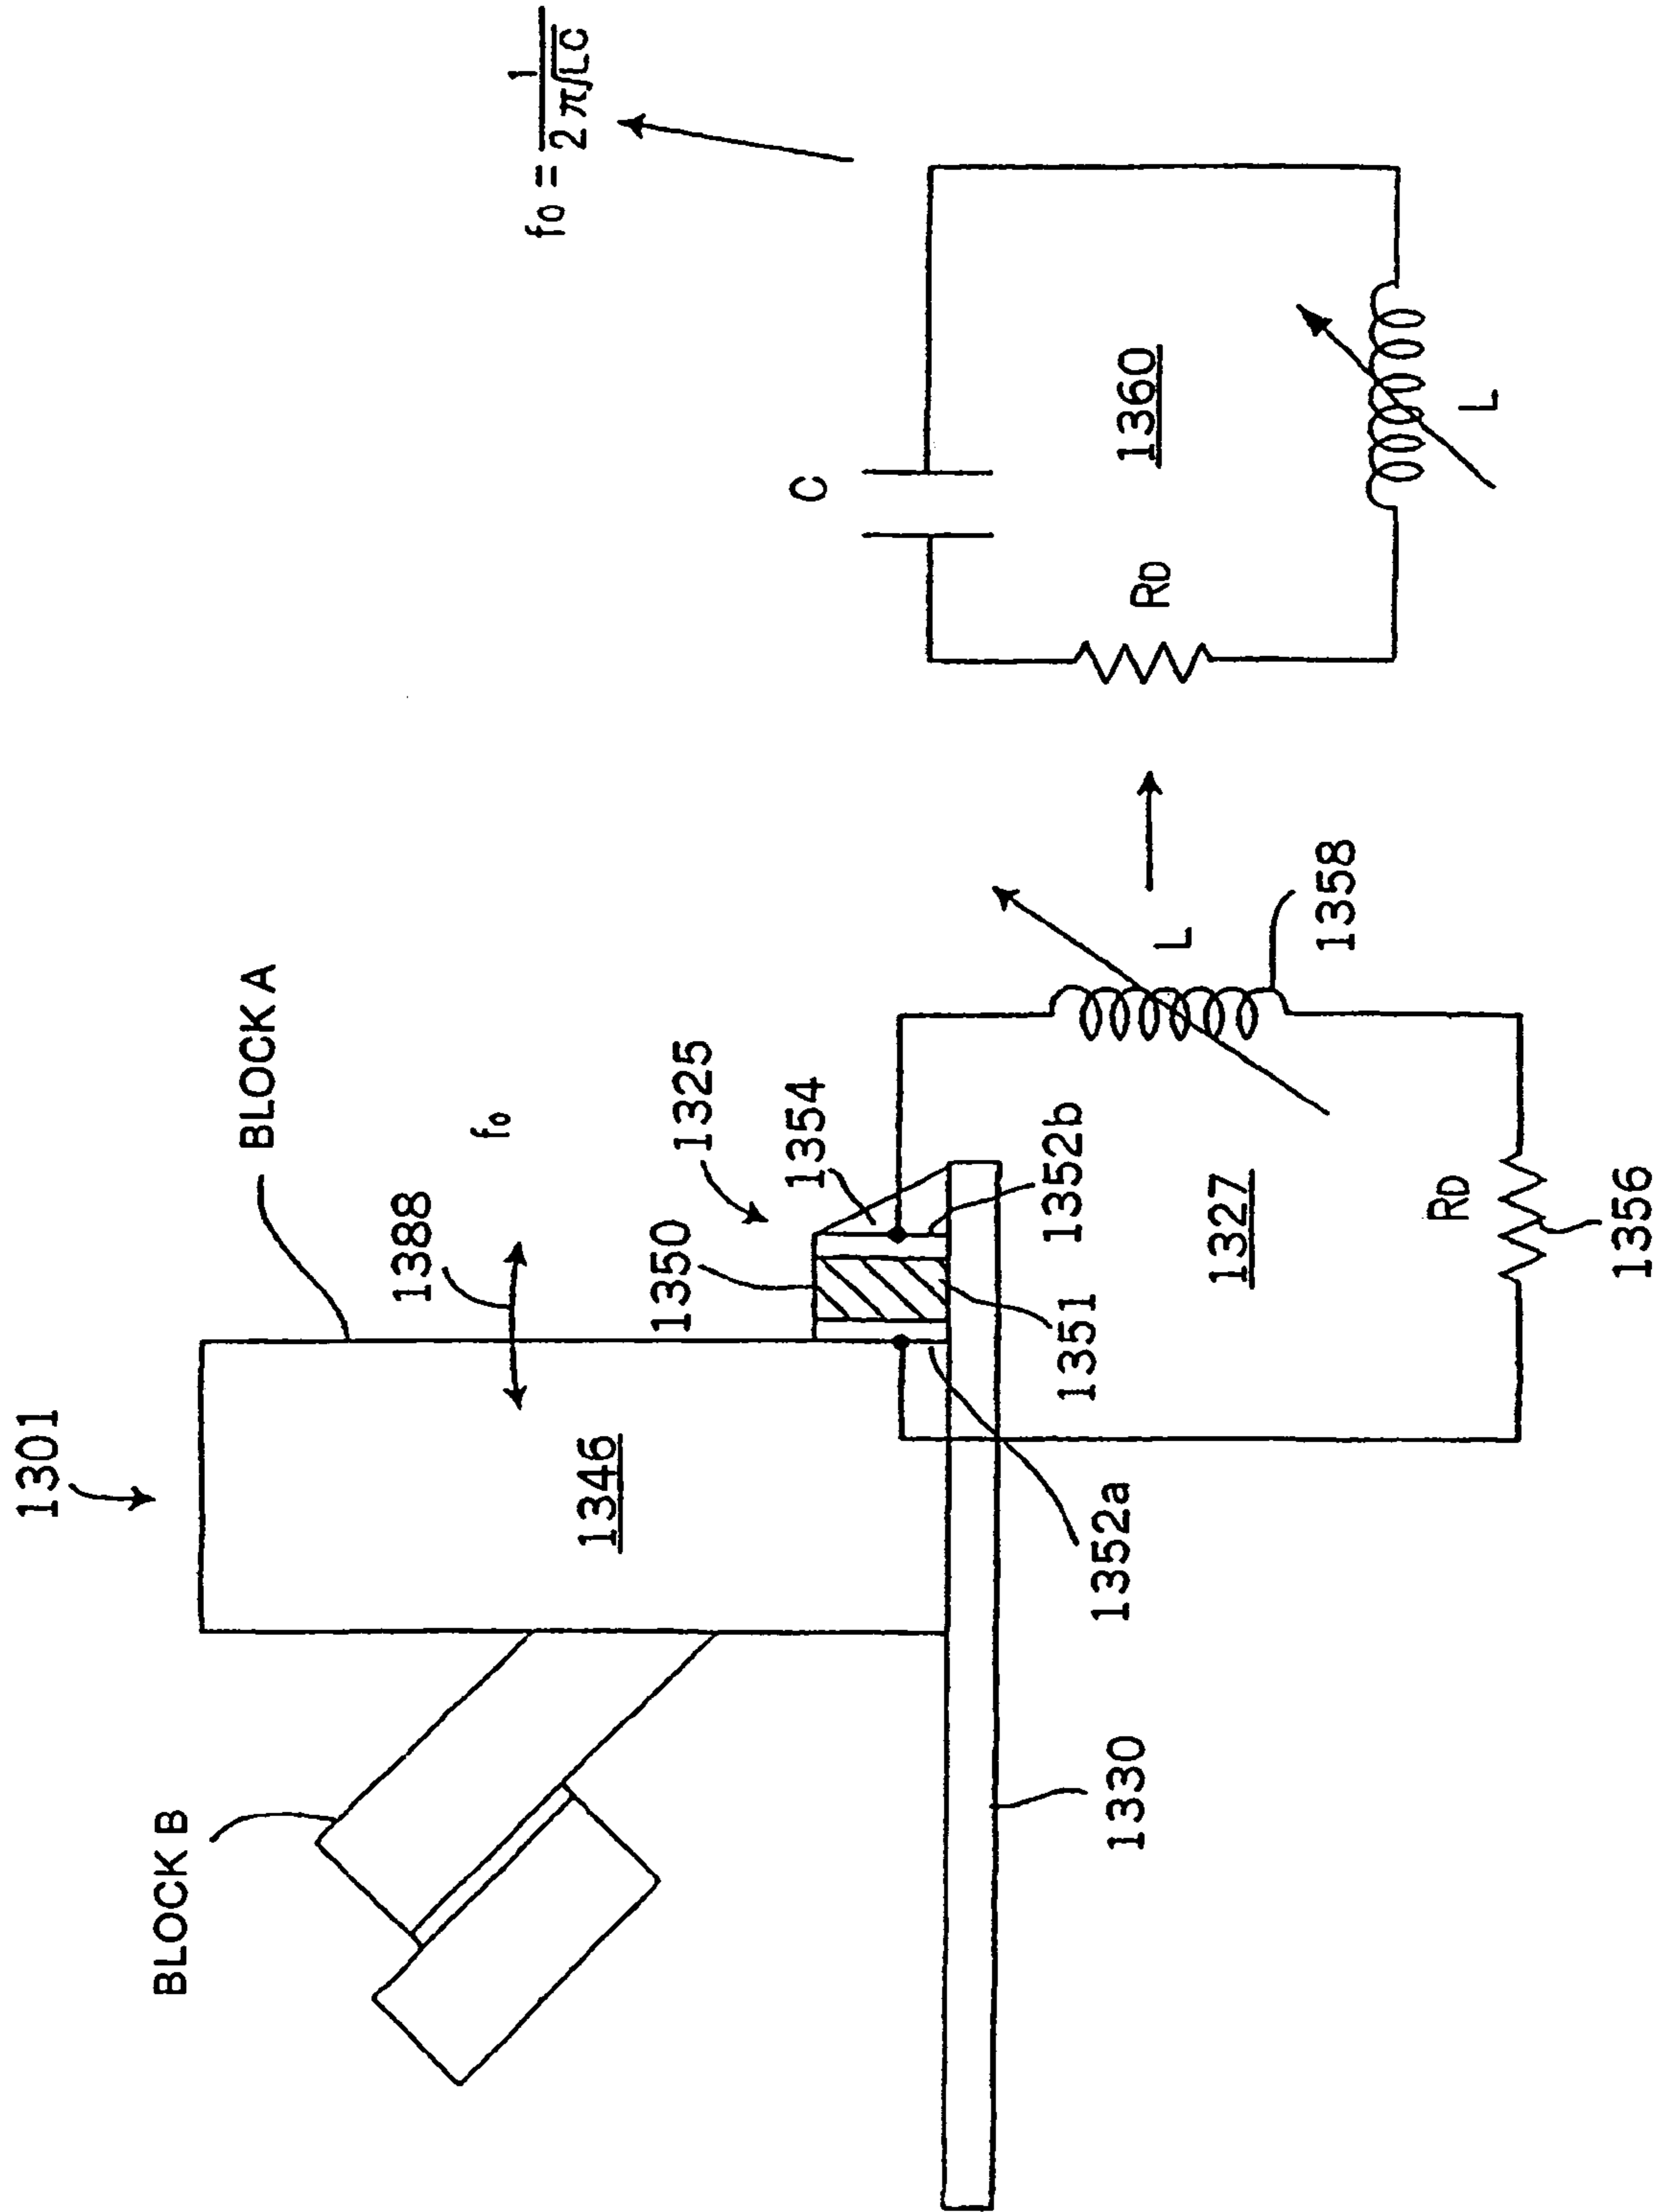 1301
BLOCK A
BLOCK B
1388
f0
1346
1325
1350
1354
1352a
1351
1352b
1330
1327
L
1358
RD
1356
f0 = 1 / 2π√LC
C
RD
1360
L